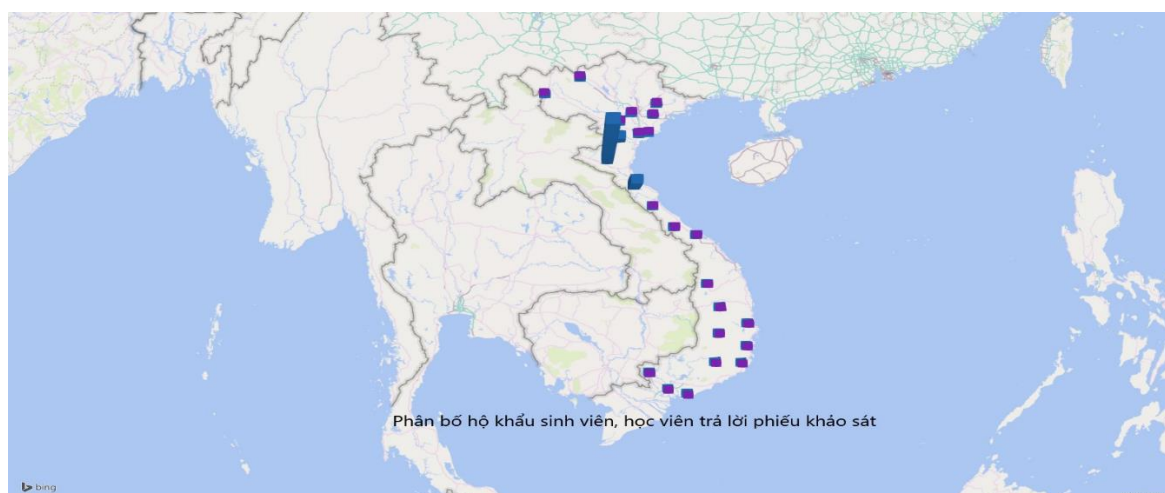 Phân bố hộ khẩu sinh viên, học viên trả lời phiếu khảo sát
bing